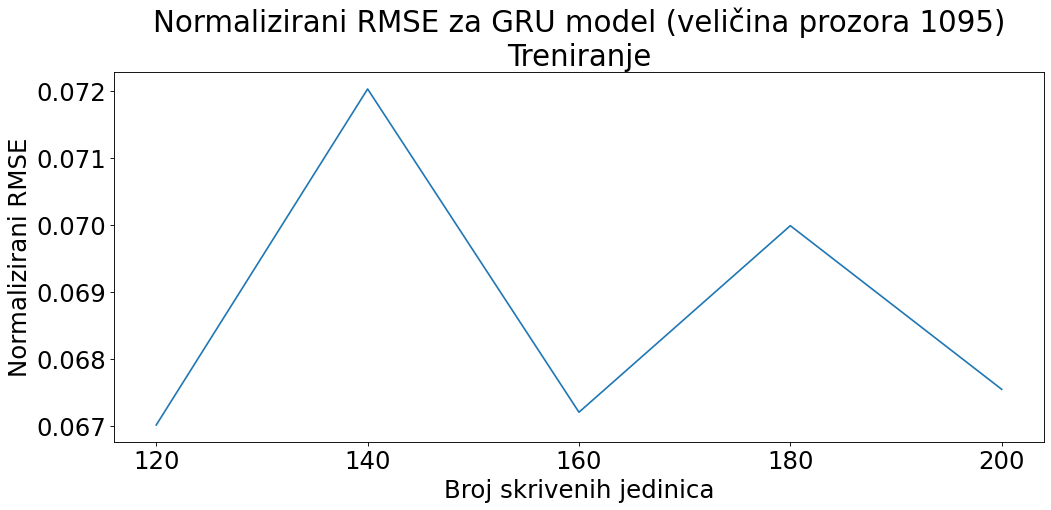 Normalizirani RMSE za GRU model (veličina prozora 1095)
Treniranje
Normalizirani RMSE
0.072
0.071
0.070
0.069
0.068
0.067
120 140 160 180 200
Broj skrivenih jedinica